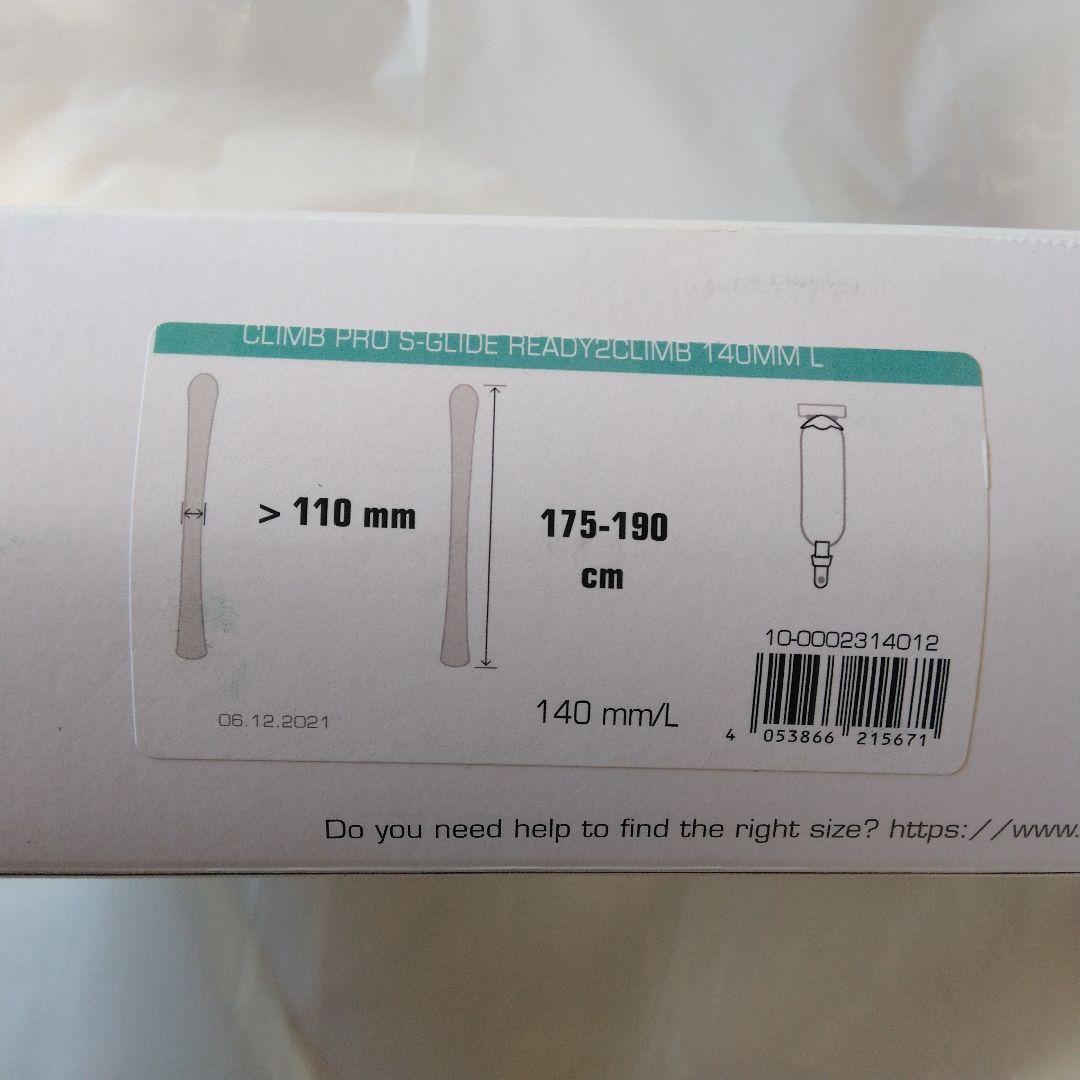 CLIMB PRO S-GLIDE READY2CLIMB 140MM L
> 110 mm
175-190
cm
10-0002314012
06.12.2021
140 mm/L
4 053866 215671
Do you need help to find the right size? https://www.